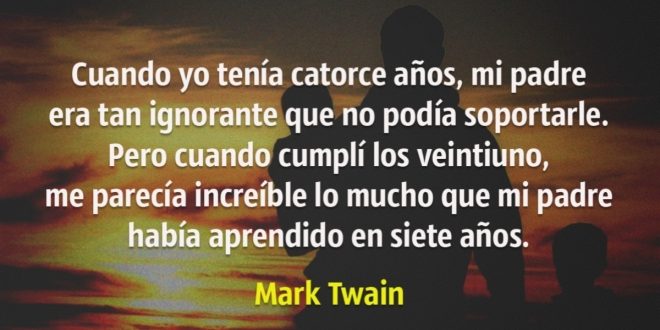 Cuando yo tenía catorce años, mi padre
era tan ignorante que no podía soportarle.
Pero cuando cumplí los veintiuno,
me parecía increíble lo mucho que mi padre
había aprendido en siete años.
Mark Twain